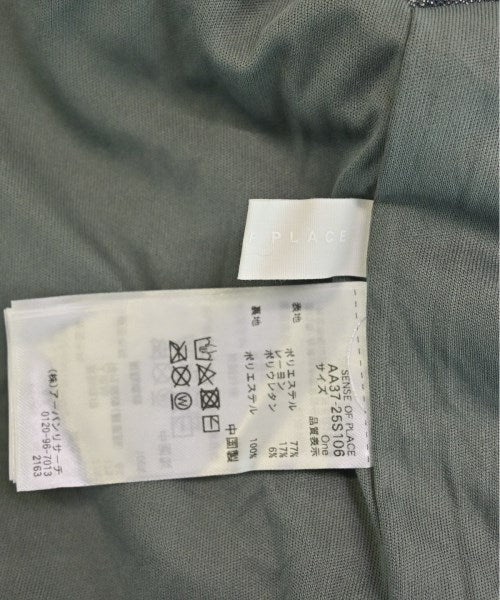 PLACE
SENSE OF PLACE
AA37-25S106
サイズ One
品質表示
表地 ポリエステル 77%
レーヨン 17%
ポリウレタン 6%
裏地 ポリエステル 100%
中国製
(株)アーバンリサーチ
0120-96-7013
2163